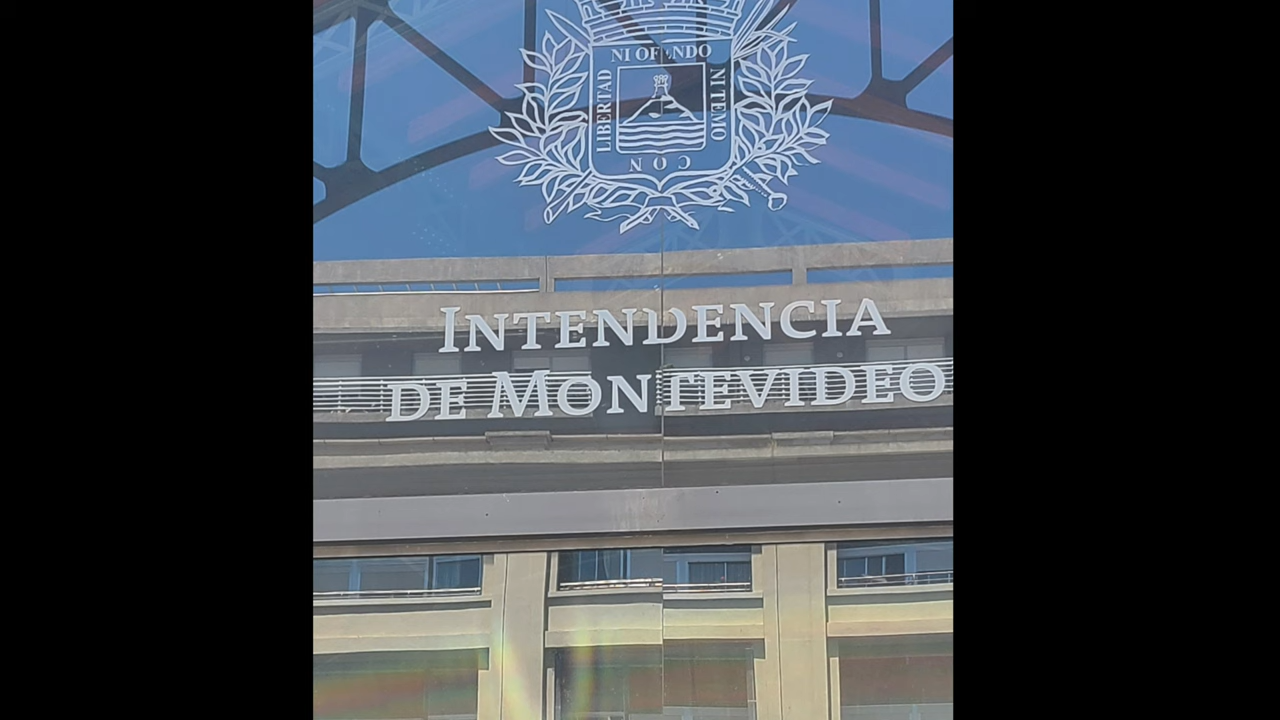 NI OFENDO
LIBERTAD
NI TEMO
CON
INTENDENCIA
DE MONTEVIDEO